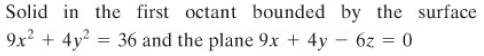 Solid in the first octant bounded by the surface
9x² + 4y² = 36 and the plane 9x + 4y − 6z = 0